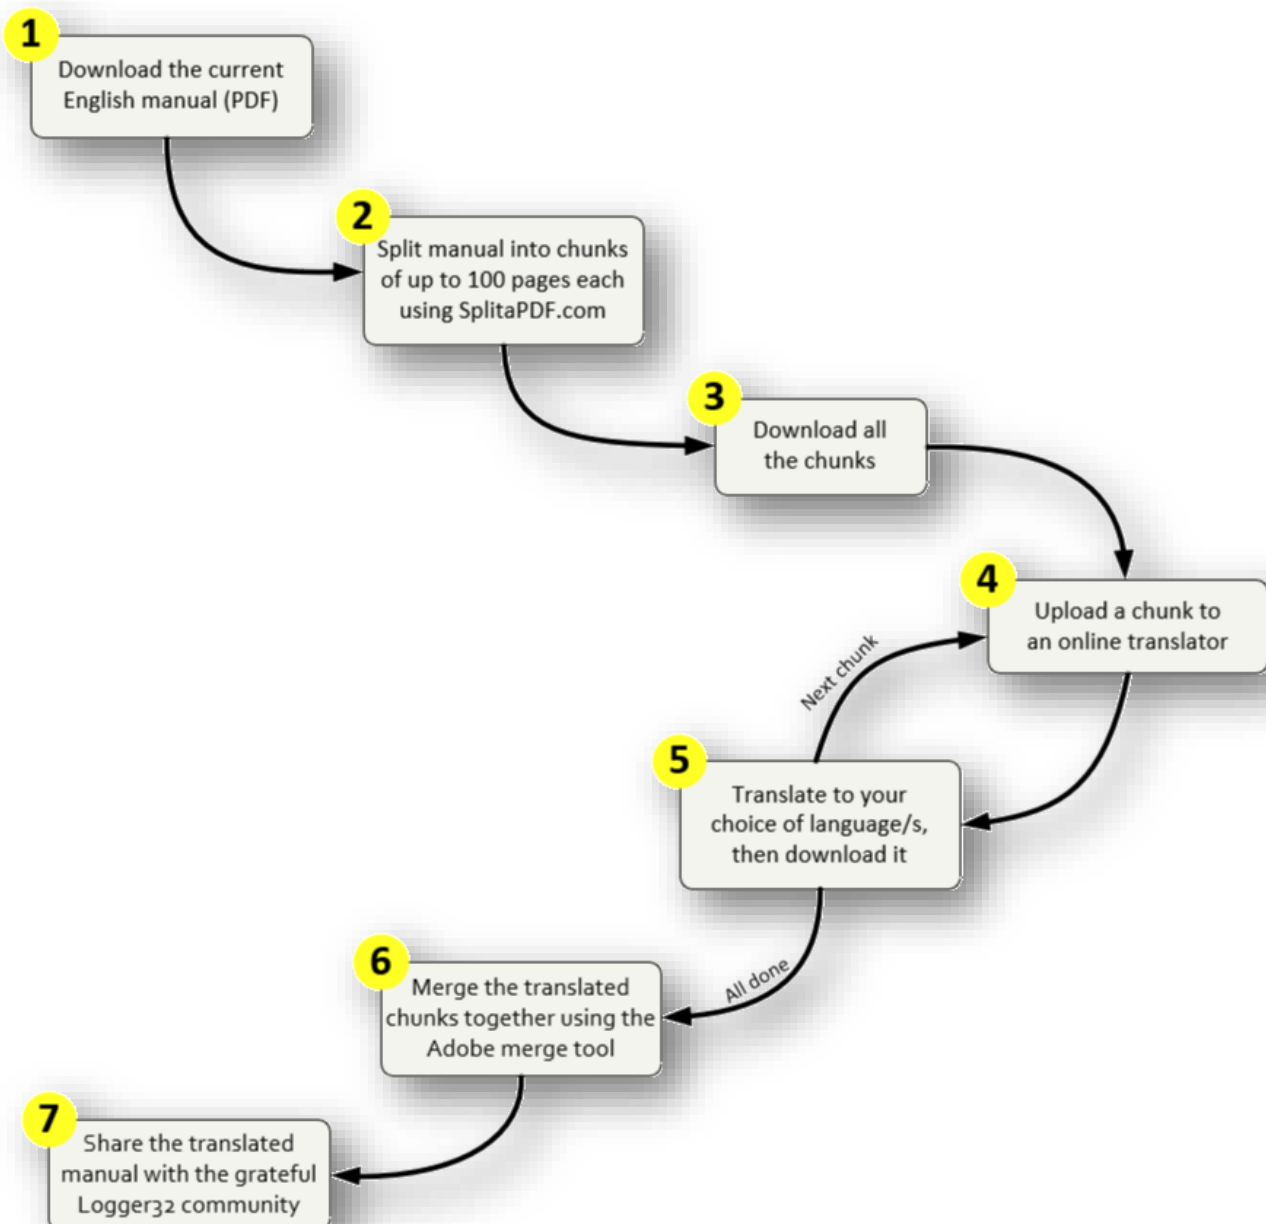 1
Download the current
English manual (PDF)
2
Split manual into chunks
of up to 100 pages each
using SplitaPDF.com
3
Download all
the chunks
4
Upload a chunk to
an online translator
Next chunk
5
Translate to your
choice of language/s,
then download it
All done
6
Merge the translated
chunks together using the
Adobe merge tool
7
Share the translated
manual with the grateful
Logger32 community